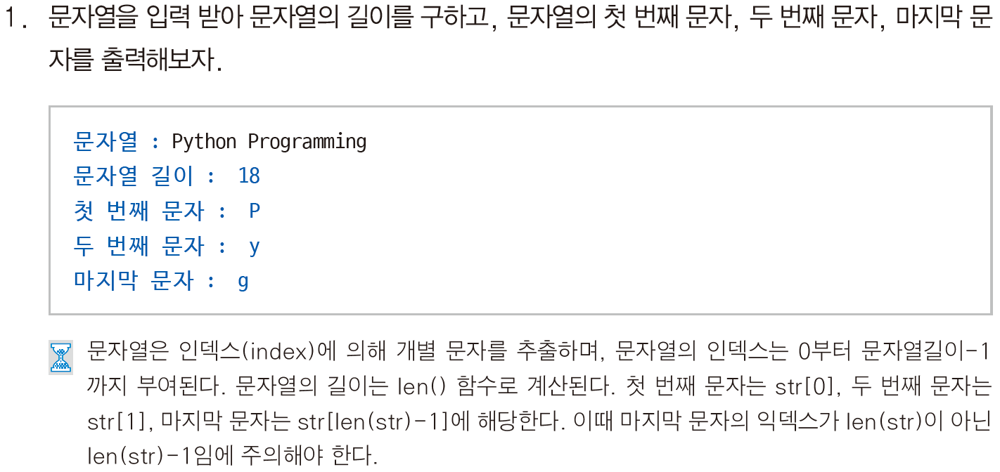 1. 문자열을 입력 받아 문자열의 길이를 구하고, 문자열의 첫 번째 문자, 두 번째 문자, 마지막 문
자를 출력해보자.
문자열 : Python Programming
문자열 길이 : 18
첫 번째 문자 : P
두 번째 문자 : y
마지막 문자 : g
문자열은 인덱스(index)에 의해 개별 문자를 추출하며, 문자열의 인덱스는 0부터 문자열길이-1
까지 부여된다. 문자열의 길이는 len() 함수로 계산된다. 첫 번째 문자는 str[0], 두 번째 문자는
str[1], 마지막 문자는 str[len(str)-1]에 해당한다. 이때 마지막 문자의 익덱스가 len(str)이 아닌
len(str)-1임에 주의해야 한다.